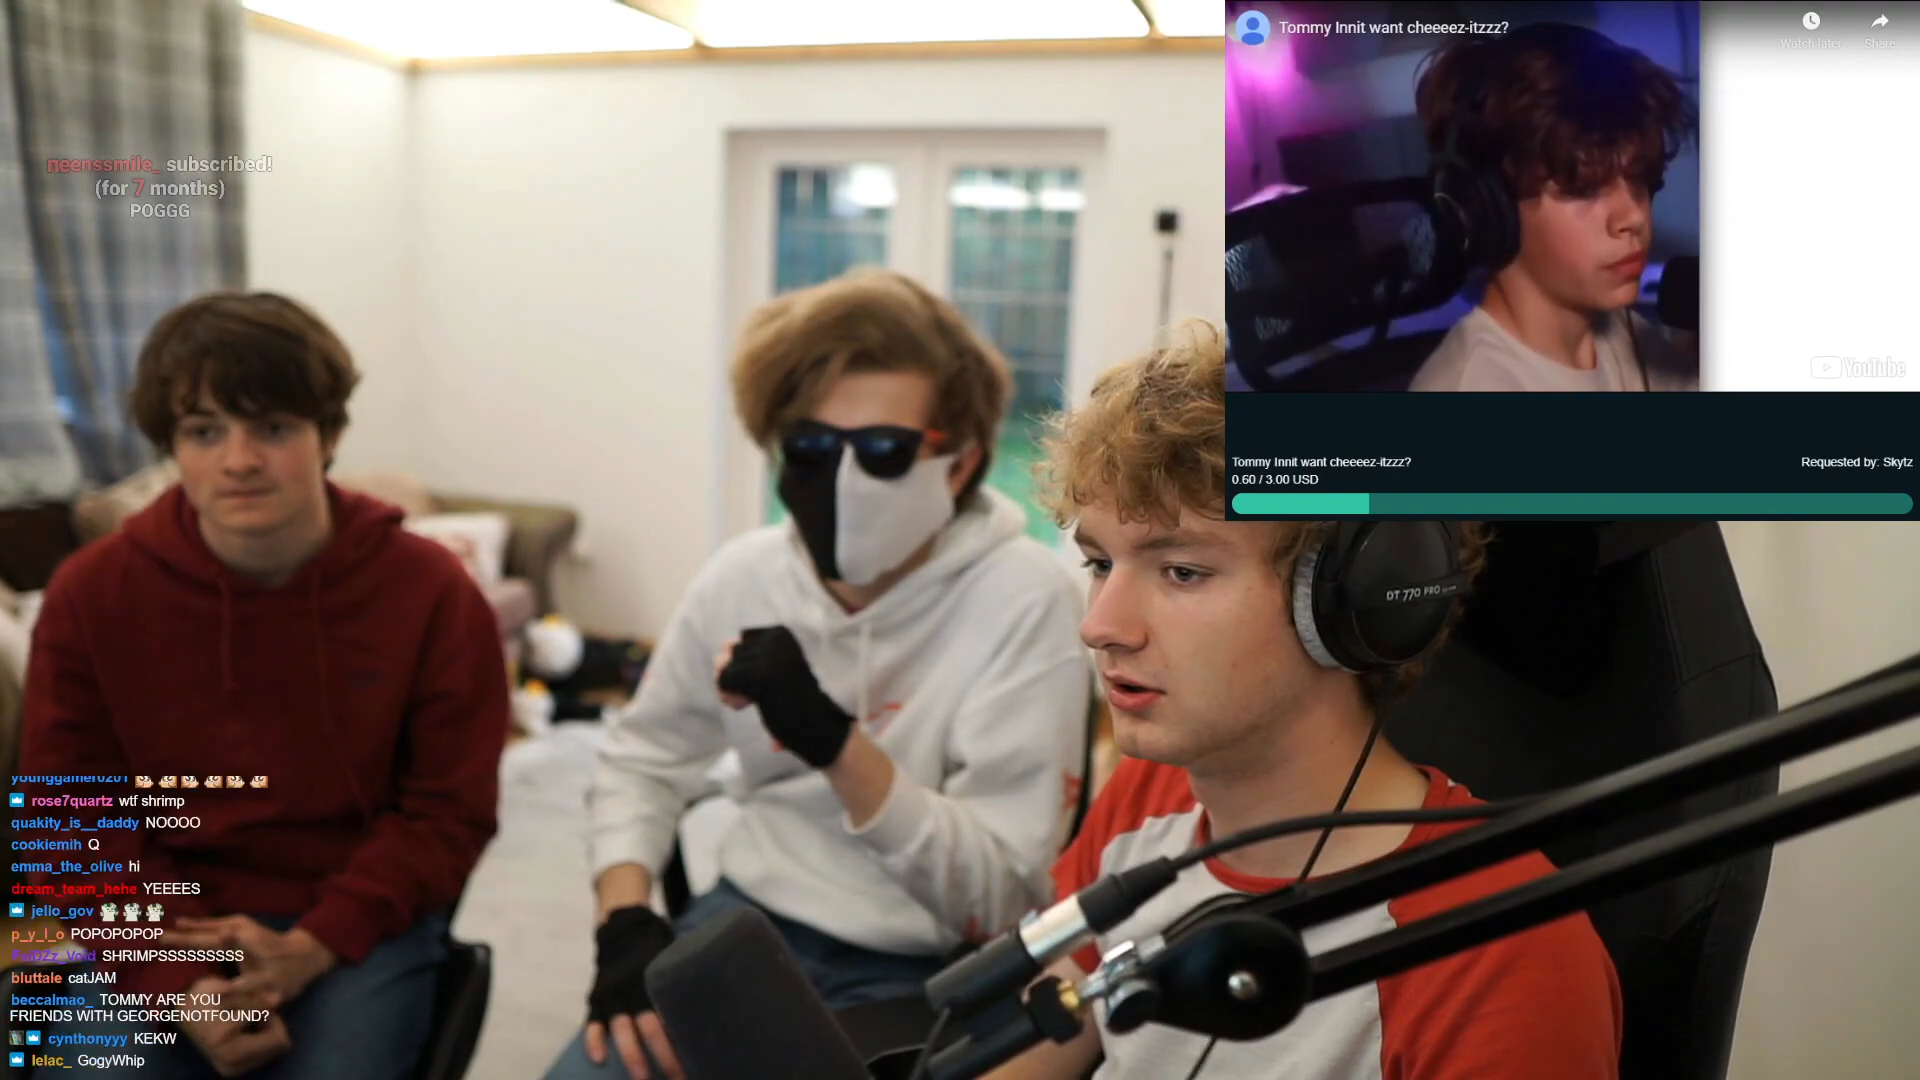 neenssmile_ subscribed!
(for 7 months)
POGGG
Tommy Innit want cheeeez-itzzz?
Watch later
Share
YouTube
Tommy Innit want cheeeez-itzzz?
Requested by: Skytz
0.60 / 3.00 USD
DT 770 PRO
younggamer0201
rose7quartz wtf shrimp
quakity_is__daddy NOOOO
cookiemih Q
emma_the_olive hi
dream_team_hehe YEEEES
jello_gov
p_y_l_o POPOPOPOP
SHRIMPSSSSSSSSS
bluttale catJAM
beccalmao_ TOMMY ARE YOU
FRIENDS WITH GEORGENOTFOUND?
cynthonyyy KEKW
lelac_ GogyWhip